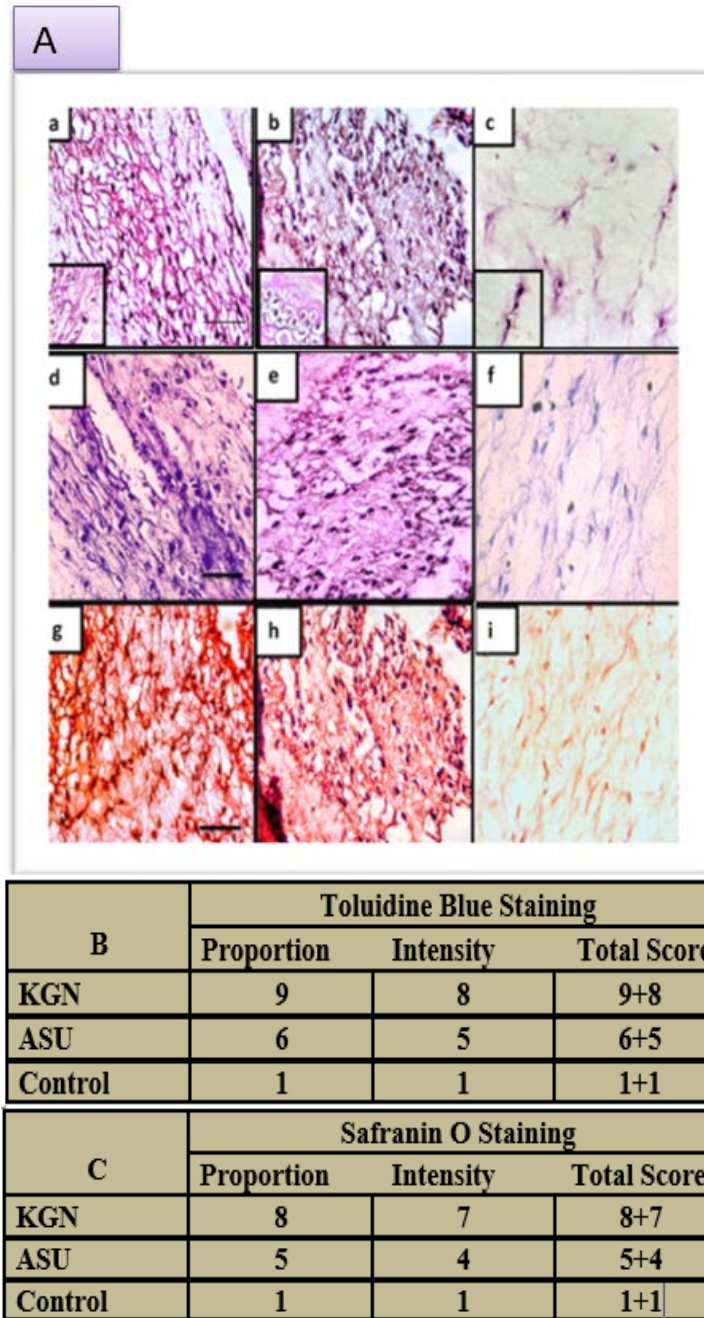 A
a b c
d e f
g h i
B Toluidine Blue Staining
Proportion Intensity Total Score
KGN 9 8 9+8
ASU 6 5 6+5
Control 1 1 1+1
C Safranin O Staining
Proportion Intensity Total Score
KGN 8 7 8+7
ASU 5 4 5+4
Control 1 1 1+1